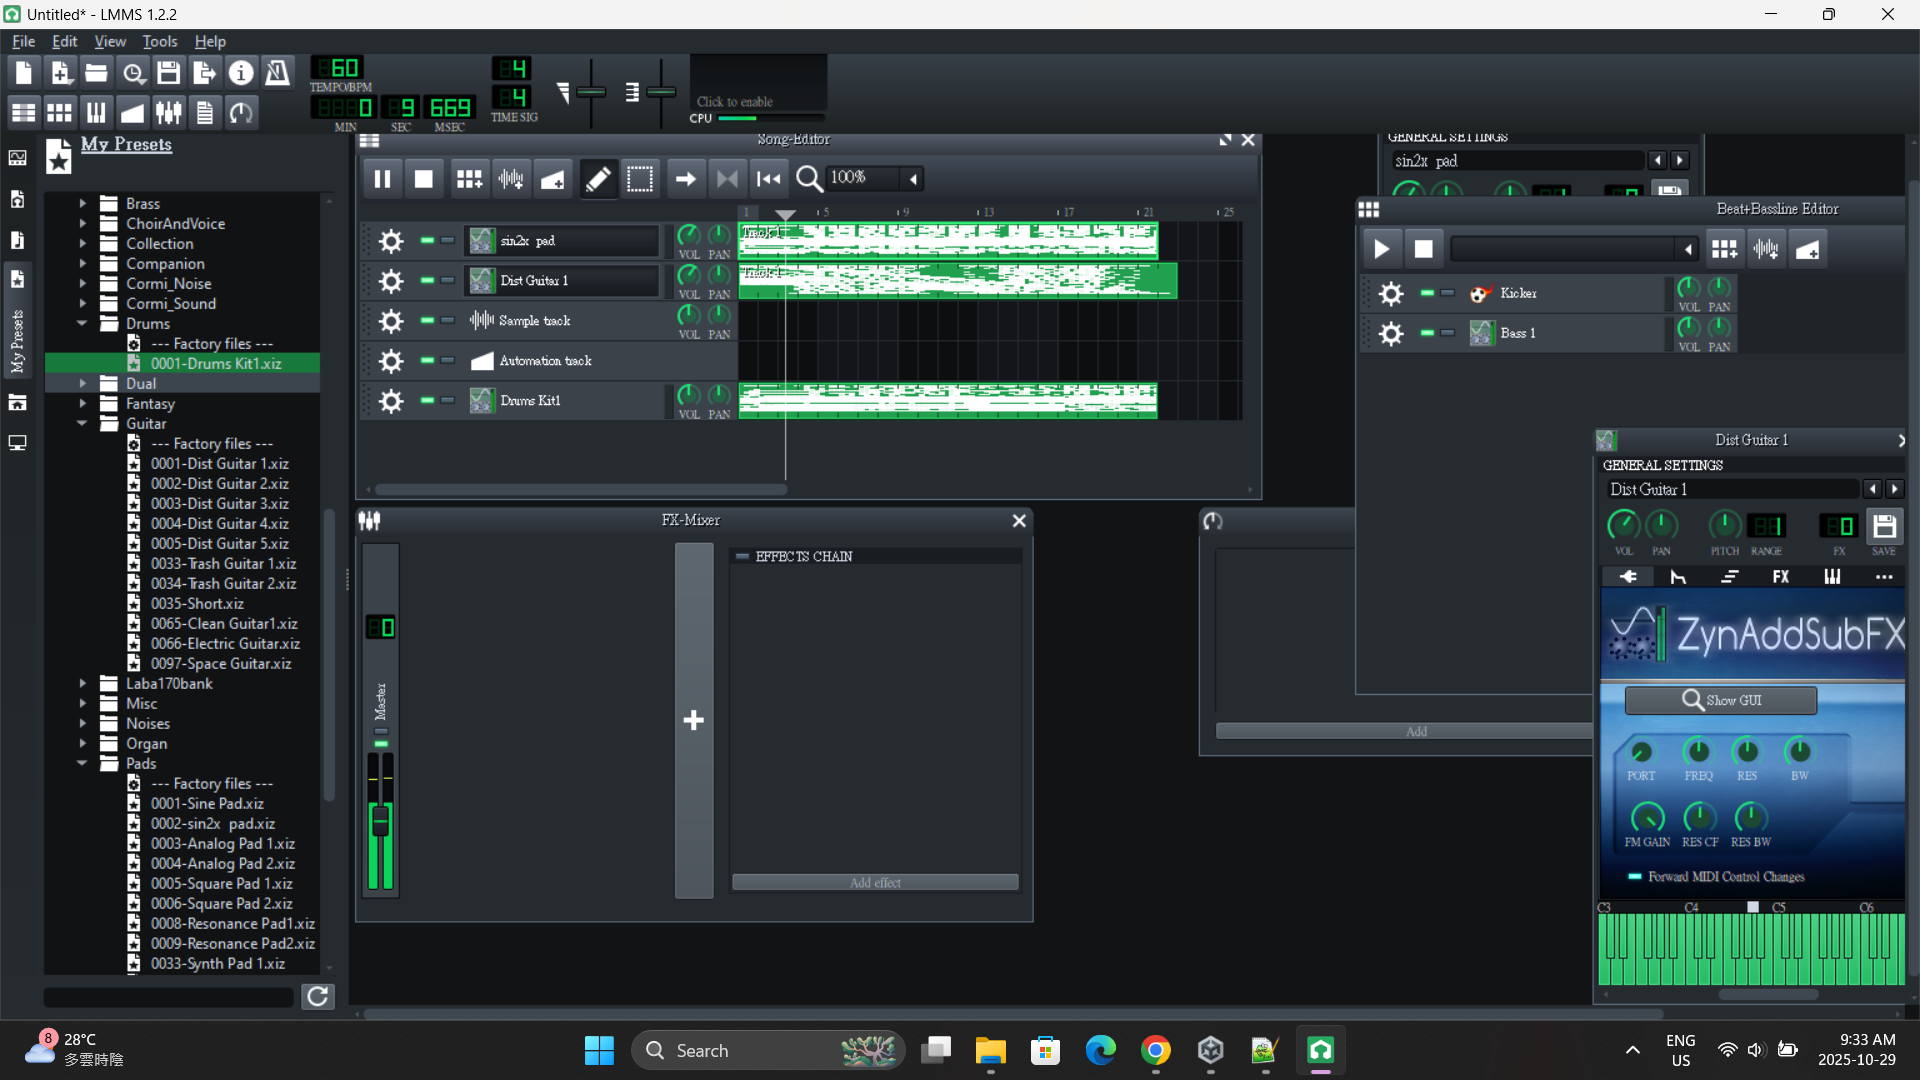 Untitled* - LMMS 1.2.2
File Edit View Tools Help
60
TEMPO/BPM
0 9 669
MIN SEC MSEC
4
4
TIME SIG
Click to enable
CPU
My Presets
My Presets
Brass
ChoirAndVoice
Collection
Companion
Cormi_Noise
Cormi_Sound
Drums
--- Factory files ---
0001-Drums Kit1.xiz
Dual
Fantasy
Guitar
--- Factory files ---
0001-Dist Guitar 1.xiz
0002-Dist Guitar 2.xiz
0003-Dist Guitar 3.xiz
0004-Dist Guitar 4.xiz
0005-Dist Guitar 5.xiz
0033-Trash Guitar 1.xiz
0034-Trash Guitar 2.xiz
0035-Short.xiz
0065-Clean Guitar1.xiz
0066-Electric Guitar.xiz
0097-Space Guitar.xiz
Laba170bank
Misc
Noises
Organ
Pads
--- Factory files ---
0001-Sine Pad.xiz
0002-sin2x pad.xiz
0003-Analog Pad 1.xiz
0004-Analog Pad 2.xiz
0005-Square Pad 1.xiz
0006-Square Pad 2.xiz
0008-Resonance Pad1.xiz
0009-Resonance Pad2.xiz
0033-Synth Pad 1.xiz
Song-Editor
100%
1 5 9 13 17 21 25
sin2x pad VOL PAN Track 1
Dist Guitar 1 VOL PAN Track 1
Sample track VOL PAN
Automation track
Drums Kit1 VOL PAN
FX-Mixer
0
Master
EFFECTS CHAIN
Add effect
Add
GENERAL SETTINGS
sin2x pad
Beat+Bassline Editor
Kicker VOL PAN
Bass 1 VOL PAN
Dist Guitar 1
GENERAL SETTINGS
Dist Guitar 1
1 0
VOL PAN PITCH RANGE FX SAVE
FX
ZynAddSubFX
Show GUI
PORT FREQ RES BW
FM GAIN RES CF RES BW
Forward MIDI Control Changes
C3 C4 C5 C6
8
28°C
多雲時陰
Search
ENG
US
9:33 AM
2025-10-29